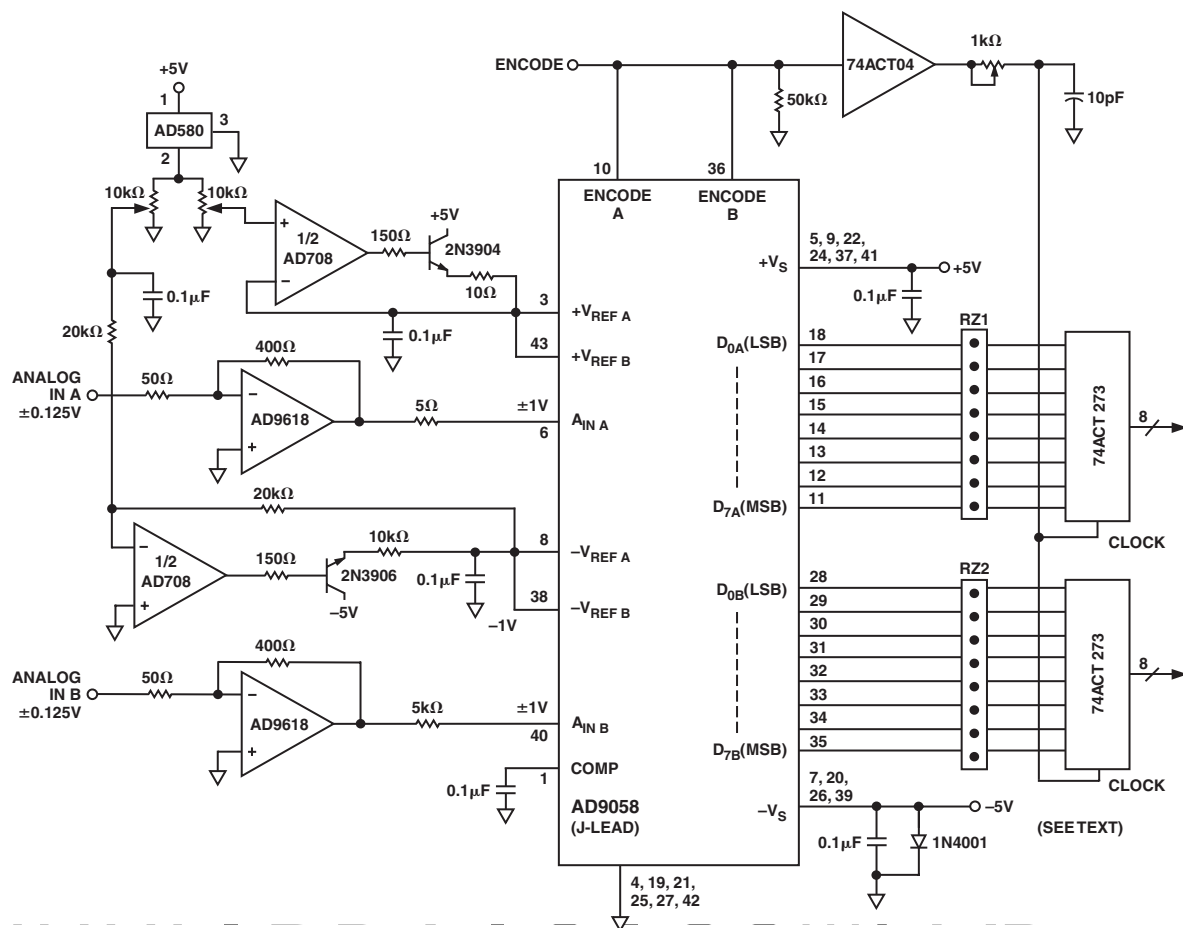 ENCODE
74ACT04
1kΩ
10pF
50kΩ
+5V
1
AD580
3
2
10kΩ
10kΩ
0.1μF
20kΩ
+
1/2
AD708
–
150Ω
+5V
2N3904
10Ω
0.1μF
10
36
ENCODE
A
ENCODE
B
3
+VREF A
43
+VREF B
ANALOG
IN A
±0.125V
50Ω
400Ω
–
AD9618
+
5Ω
±1V
6
AIN A
20kΩ
–
1/2
AD708
+
150Ω
2N3906
–5V
10kΩ
0.1μF
8
–VREF A
38
–VREF B
–1V
ANALOG
IN B
±0.125V
50Ω
400Ω
–
AD9618
+
5kΩ
±1V
40
AIN B
0.1μF
1
COMP
AD9058
(J-LEAD)
4, 19, 21,
25, 27, 42
5, 9, 22,
24, 37, 41
+VS
+5V
0.1μF
RZ1
D0A(LSB)
18
17
16
15
14
13
12
11
D7A(MSB)
74ACT 273
8
CLOCK
RZ2
D0B(LSB)
28
29
30
31
32
33
34
35
D7B(MSB)
74ACT 273
8
CLOCK
7, 20,
26, 39
–VS
–5V
0.1μF
1N4001
(SEE TEXT)